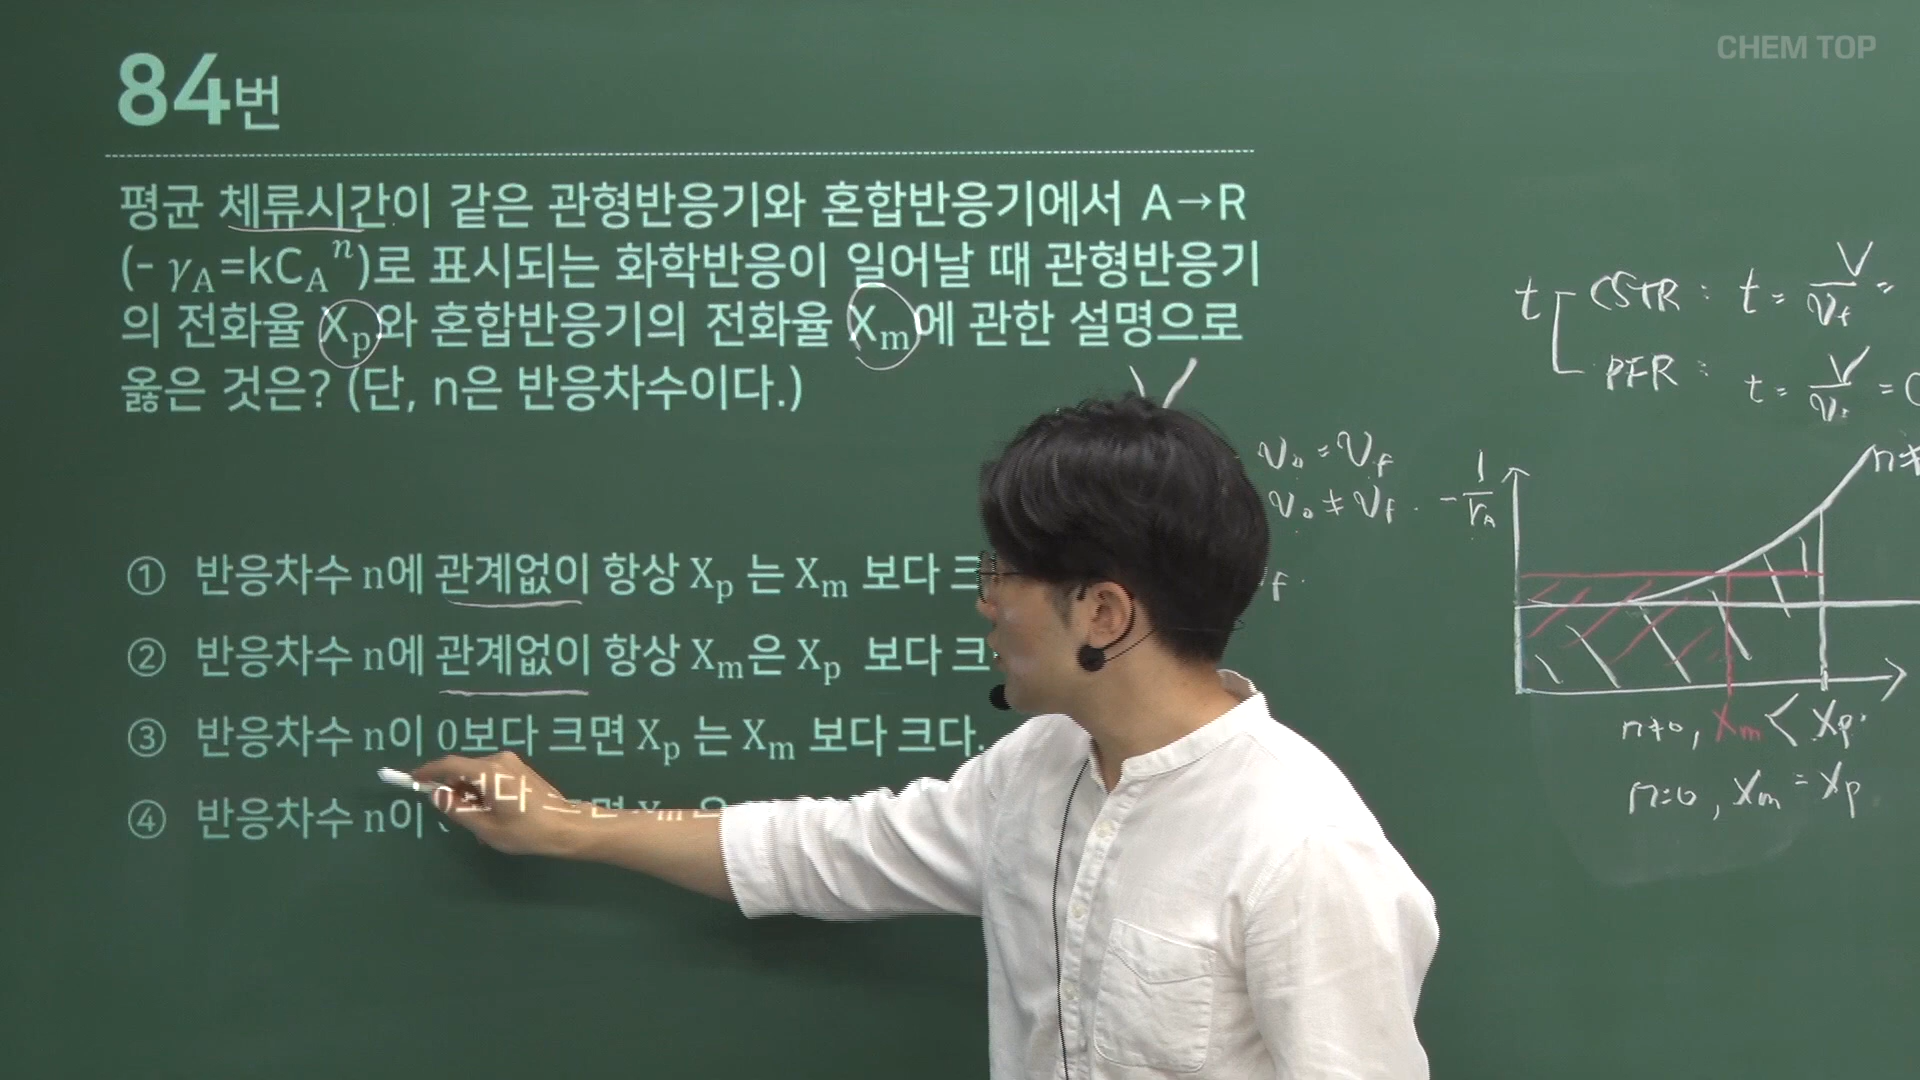 CHEM TOP
84번
평균 체류시간이 같은 관형반응기와 혼합반응기에서 A→R
(- γA=kCAⁿ)로 표시되는 화학반응이 일어날 때 관형반응기
의 전화율 Xp와 혼합반응기의 전화율 Xm에 관한 설명으로
옳은 것은? (단, n은 반응차수이다.)
① 반응차수 n에 관계없이 항상 Xp 는 Xm 보다
② 반응차수 n에 관계없이 항상 Xm은 Xp 보다
③ 반응차수 n이 0보다 크면 Xp 는 Xm 보다 크다.
④ 반응차수 n이 0보다
t
CSTR : t = V/vf =
PFR : t = V/ =
v0 = vf
v0 ≠ vf
f.
- 1/rA
n≠
n≠0, Xm < Xp.
n=0, Xm = Xp